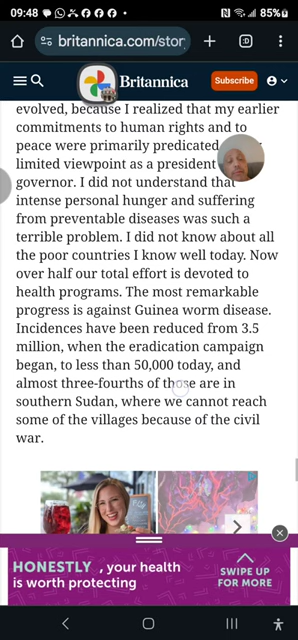 09:48
85%
britannica.com/stor
Britannica
Subscribe
evolved, because I realized that my earlier
commitments to human rights and to
peace were primarily predicated
limited viewpoint as a president
governor. I did not understand that
intense personal hunger and suffering
from preventable diseases was such a
terrible problem. I did not know about all
the poor countries I know well today. Now
over half our total effort is devoted to
health programs. The most remarkable
progress is against Guinea worm disease.
Incidences have been reduced from 3.5
million, when the eradication campaign
began, to less than 50,000 today, and
almost three-fourths of those are in
southern Sudan, where we cannot reach
some of the villages because of the civil
war.
HONESTLY, your health
is worth protecting
SWIPE UP
FOR MORE